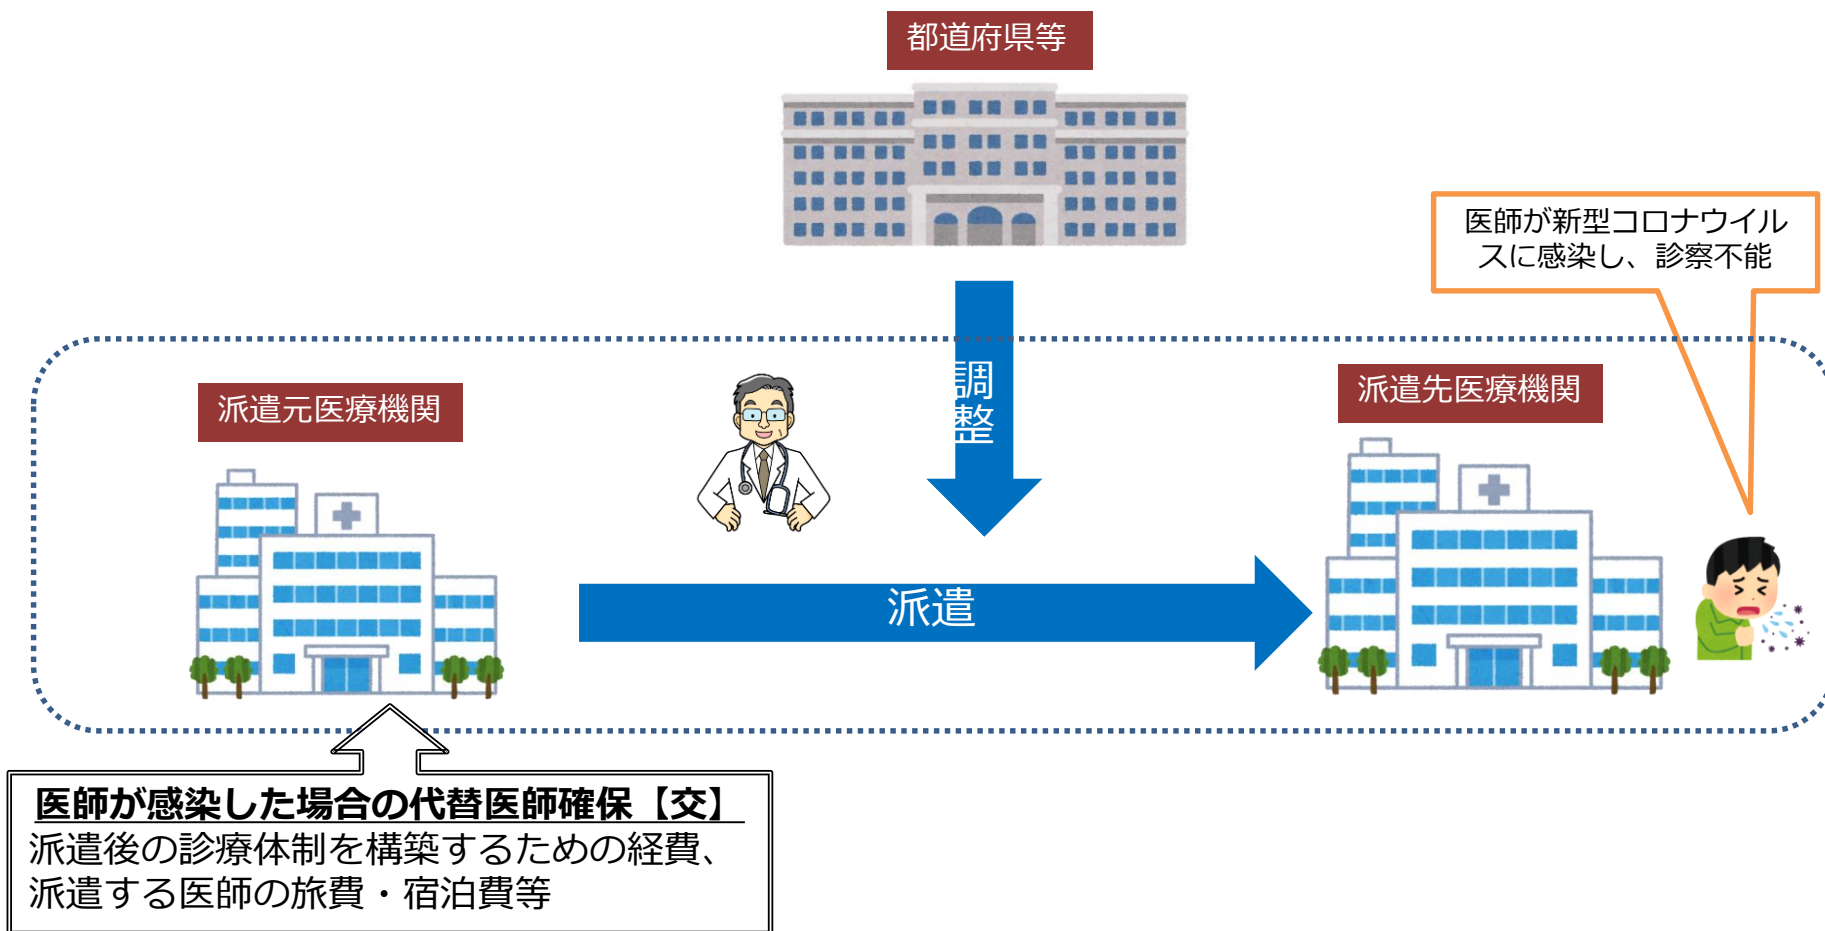 都道府県等
医師が新型コロナウイル
スに感染し、診察不能
調
整
派遣元医療機関
派遣先医療機関
派遣
医師が感染した場合の代替医師確保【交】
派遣後の診療体制を構築するための経費、
派遣する医師の旅費・宿泊費等